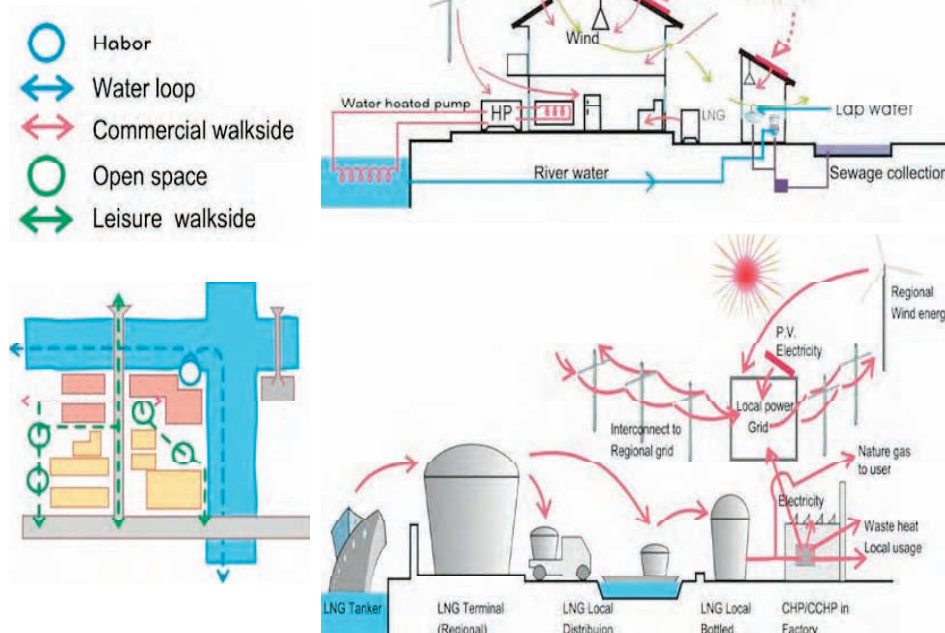 Habor
Water loop
Commercial walkside
Open space
Leisure walkside
Wind
Water hoated pump
HP
LNG
Lap water
River water
Sewage collection
Regional
Wind energ
P.V.
Electricity
Local power
Grid
Interconnect to
Regional grid
Nature gas
to user
Electricity
Waste heat
Local usage
LNG Tanker
LNG Terminal
(Regional)
LNG Local
Distribuion
LNG Local
Bottled
CHP/CCHP in
Factory